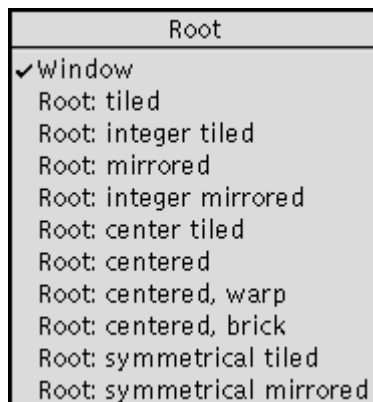 Root
✓Window
Root: tiled
Root: integer tiled
Root: mirrored
Root: integer mirrored
Root: center tiled
Root: centered
Root: centered, warp
Root: centered, brick
Root: symmetrical tiled
Root: symmetrical mirrored